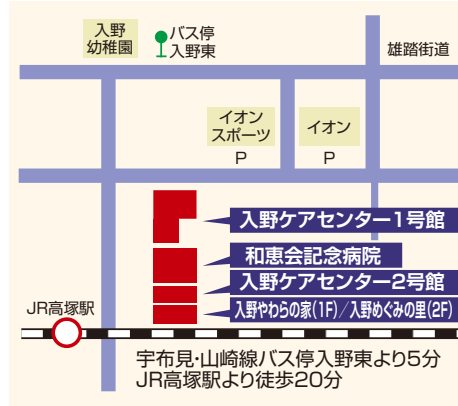 入野
幼稚園
バス停
入野東
雄踏街道
イオン
スポーツ
イオン
P
P
入野ケアセンター1号館
和恵会記念病院
入野ケアセンター2号館
JR高塚駅
入野やわらの家(1F)／入野めぐみの里(2F)
宇布見・山崎線バス停入野東より5分
JR高塚駅より徒歩20分